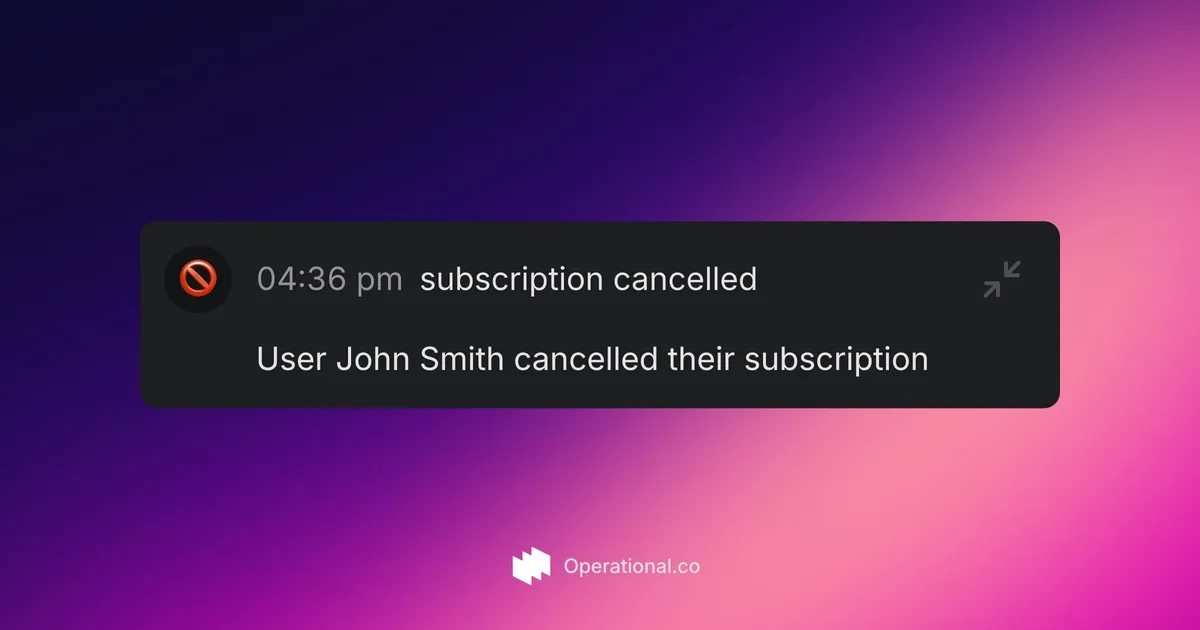 04:36 pm subscription cancelled
User John Smith cancelled their subscription
Operational.co